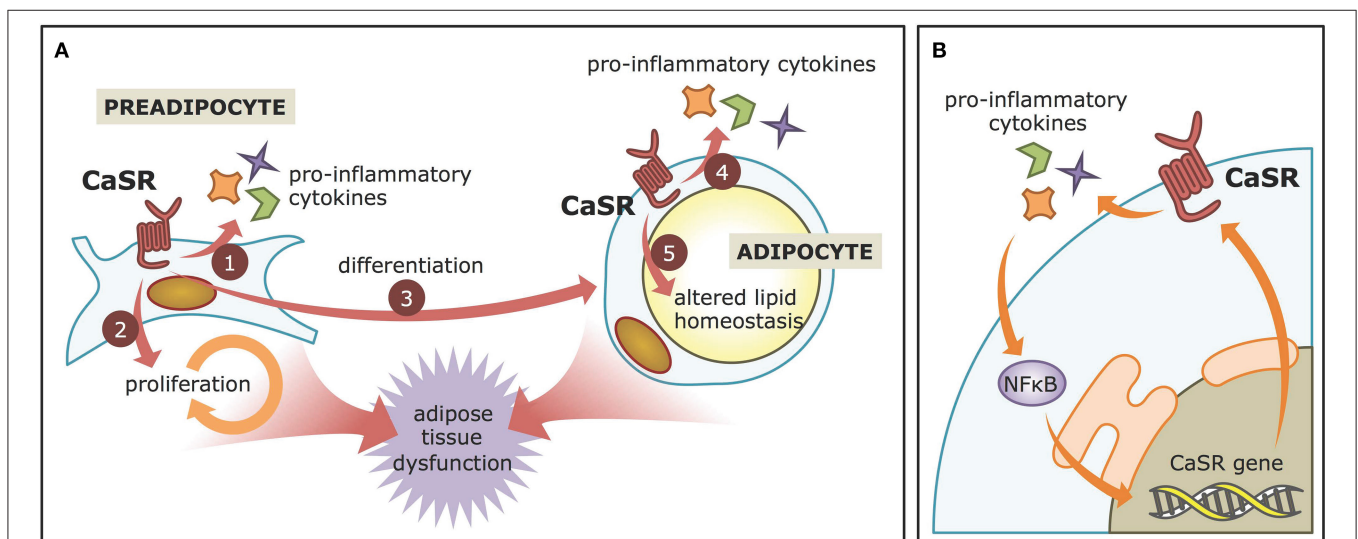 A
PREADIPOCYTE
CaSR
pro-inflammatory
cytokines
1
2
proliferation
differentiation
3
pro-inflammatory cytokines
CaSR
4
5
ADIPOCYTE
altered lipid
homeostasis
adipose
tissue
dysfunction
B
pro-inflammatory
cytokines
CaSR
NFκB
CaSR gene